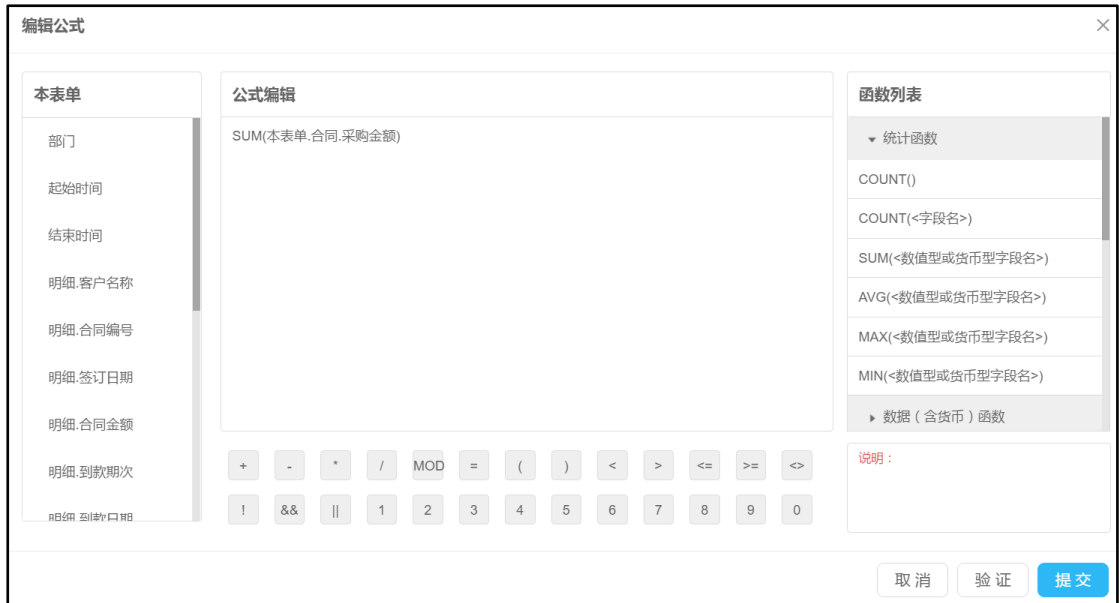 编辑公式
×
本表单
部门
起始时间
结束时间
明细.客户名称
明细.合同编号
明细.签订日期
明细.合同金额
明细.到款期次
明细.到款日期
公式编辑
SUM(本表单.合同.采购金额)
+ - * / MOD = ( ) < > <= >= <>
! && || 1 2 3 4 5 6 7 8 9 0
函数列表
统计函数
COUNT()
COUNT(<字段名>)
SUM(<数值型或货币型字段名>)
AVG(<数值型或货币型字段名>)
MAX(<数值型或货币型字段名>)
MIN(<数值型或货币型字段名>)
数据（含货币）函数
说明：
取消 验证 提交